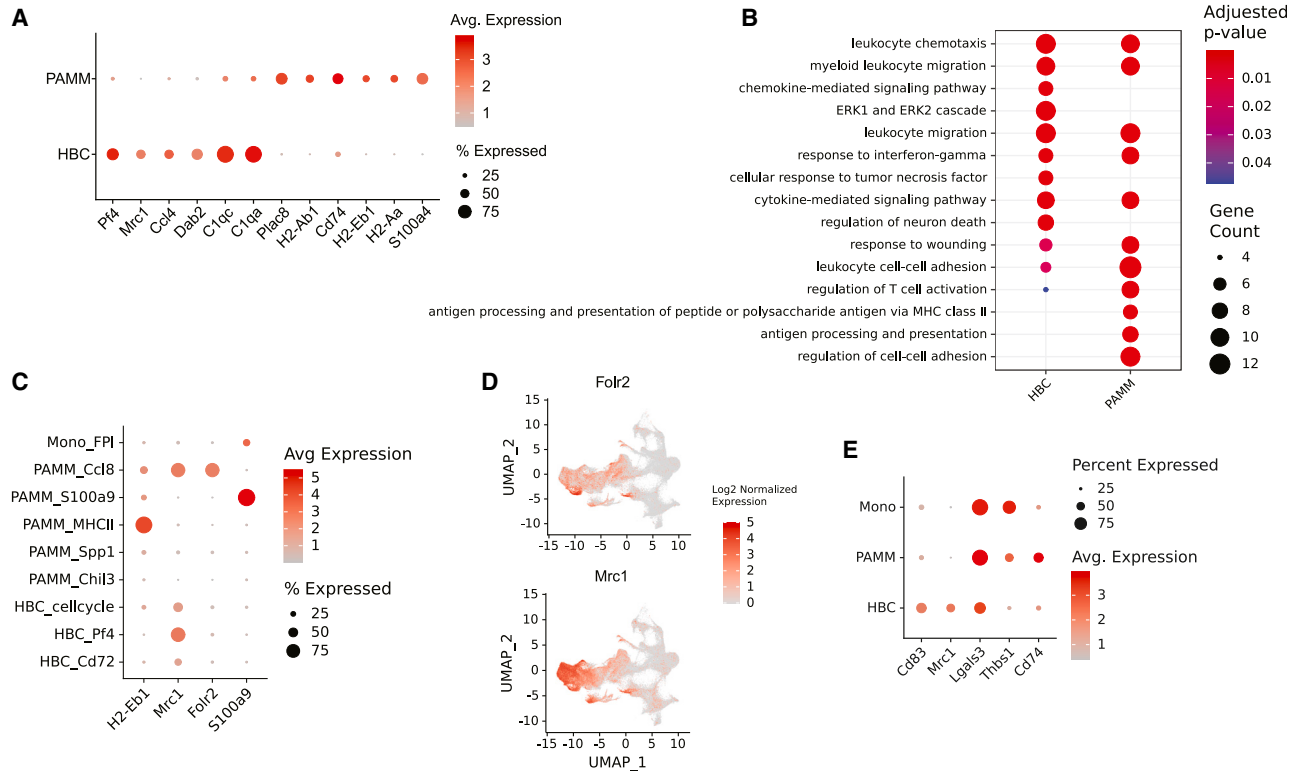 A
Avg. Expression
3
2
1
% Expressed
25
50
75
PAMM
HBC
Pf4
Mrc1
Ccl4
Dab2
C1qc
C1qa
Plac8
H2-Ab1
Cd74
H2-Eb1
H2-Aa
S100a4
B
leukocyte chemotaxis
myeloid leukocyte migration
chemokine-mediated signaling pathway
ERK1 and ERK2 cascade
leukocyte migration
response to interferon-gamma
cellular response to tumor necrosis factor
cytokine-mediated signaling pathway
regulation of neuron death
response to wounding
leukocyte cell-cell adhesion
regulation of T cell activation
antigen processing and presentation of peptide or polysaccharide antigen via MHC class II
antigen processing and presentation
regulation of cell-cell adhesion
HBC
PAMM
Adjusted
p-value
0.01
0.02
0.03
0.04
Gene
Count
4
6
8
10
12
C
Mono_FPl
PAMM_Ccl8
PAMM_S100a9
PAMM_MHCII
PAMM_Spp1
PAMM_Chil3
HBC_cellcycle
HBC_Pf4
HBC_Cd72
H2-Eb1
Mrc1
Folr2
S100a9
Avg Expression
5
4
3
2
1
% Expressed
25
50
75
D
Folr2
UMAP_2
15
10
5
0
-5
-10
-15 -10 -5 0 5 10
Log2 Normalized
Expression
5
4
3
2
1
0
Mrc1
UMAP_2
15
10
5
0
-5
-10
-15 -10 -5 0 5 10
UMAP_1
E
Mono
PAMM
HBC
Cd83
Mrc1
Lgals3
Thbs1
Cd74
Percent Expressed
25
50
75
Avg. Expression
3
2
1